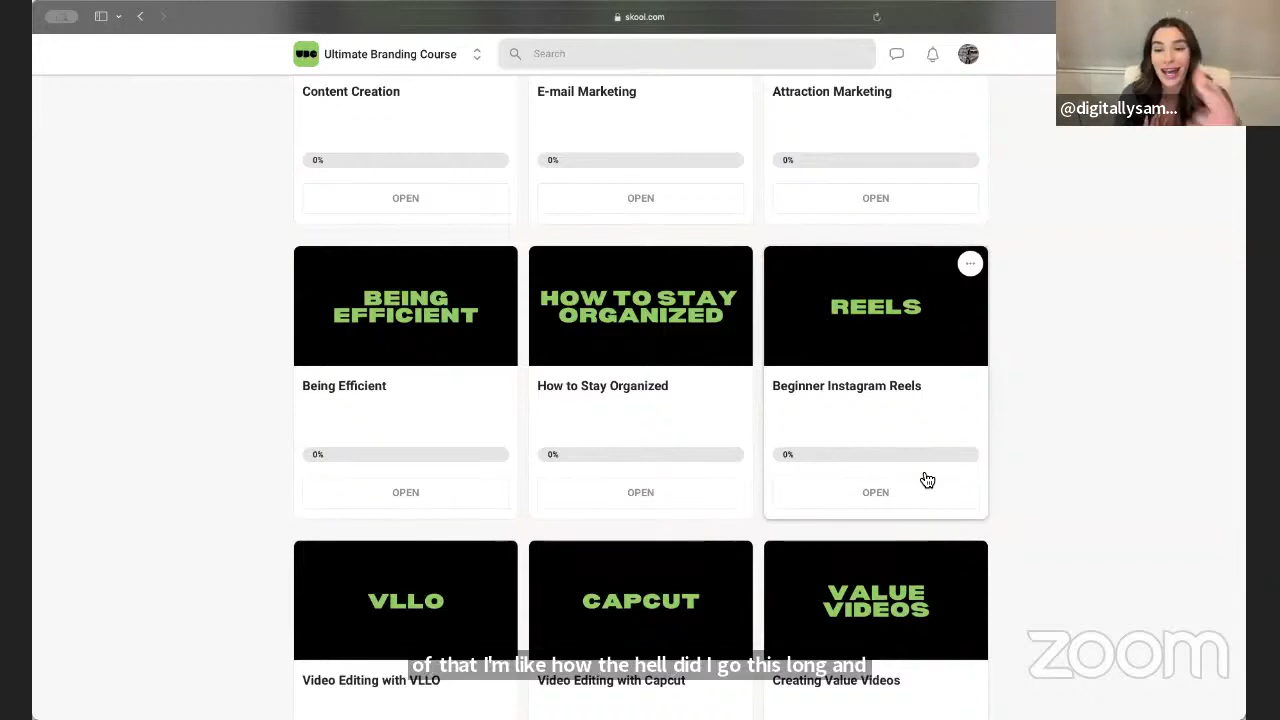 skool.com
UBC
Ultimate Branding Course
Search
@digitallysam...
Content Creation
E-mail Marketing
Attraction Marketing
0%
0%
0%
OPEN
OPEN
OPEN
BEING
EFFICIENT
HOW TO STAY
ORGANIZED
REELS
Being Efficient
How to Stay Organized
Beginner Instagram Reels
0%
0%
0%
OPEN
OPEN
OPEN
VLLO
CAPCUT
VALUE
VIDEOS
of that I'm like how the hell did I go this long and
Video Editing with VLLO
Video Editing with Capcut
Creating Value Videos
zoom